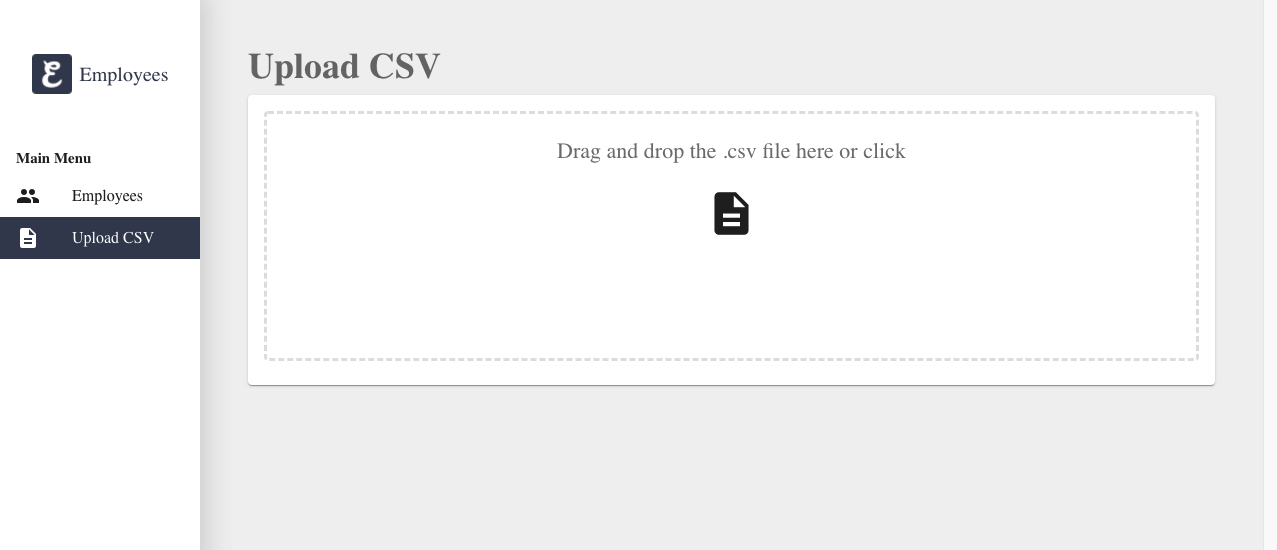 Employees
Main Menu
Employees
Upload CSV
Upload CSV
Drag and drop the .csv file here or click